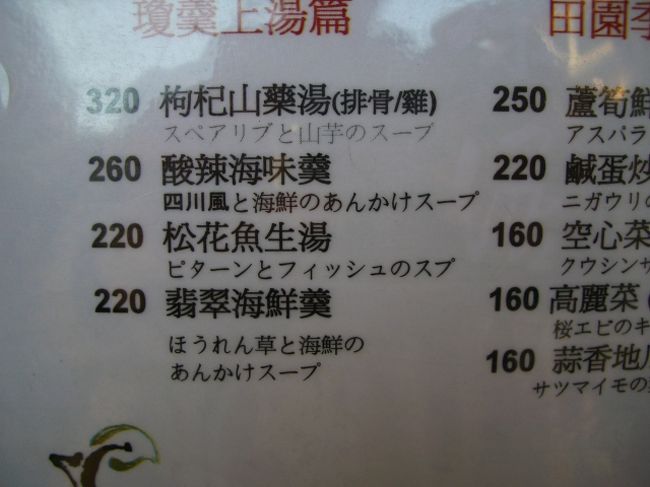 瓊羹上湯篇
320 枸杞山藥湯(排骨/雞)
スペアリブと山芋のスープ
260 酸辣海味羹
四川風と海鮮のあんかけスープ
220 松花魚生湯
ピターンとフィッシュのスプ
220 翡翠海鮮羹
ほうれん草と海鮮の
あんかけスープ
田園季
250 蘆筍鮮
アスパラ
220 鹹蛋炒
ニガウリの
160 空心菜
クウシンサ
160 高麗菜 (
桜エビのキ
160 蒜香地
サツマイモの